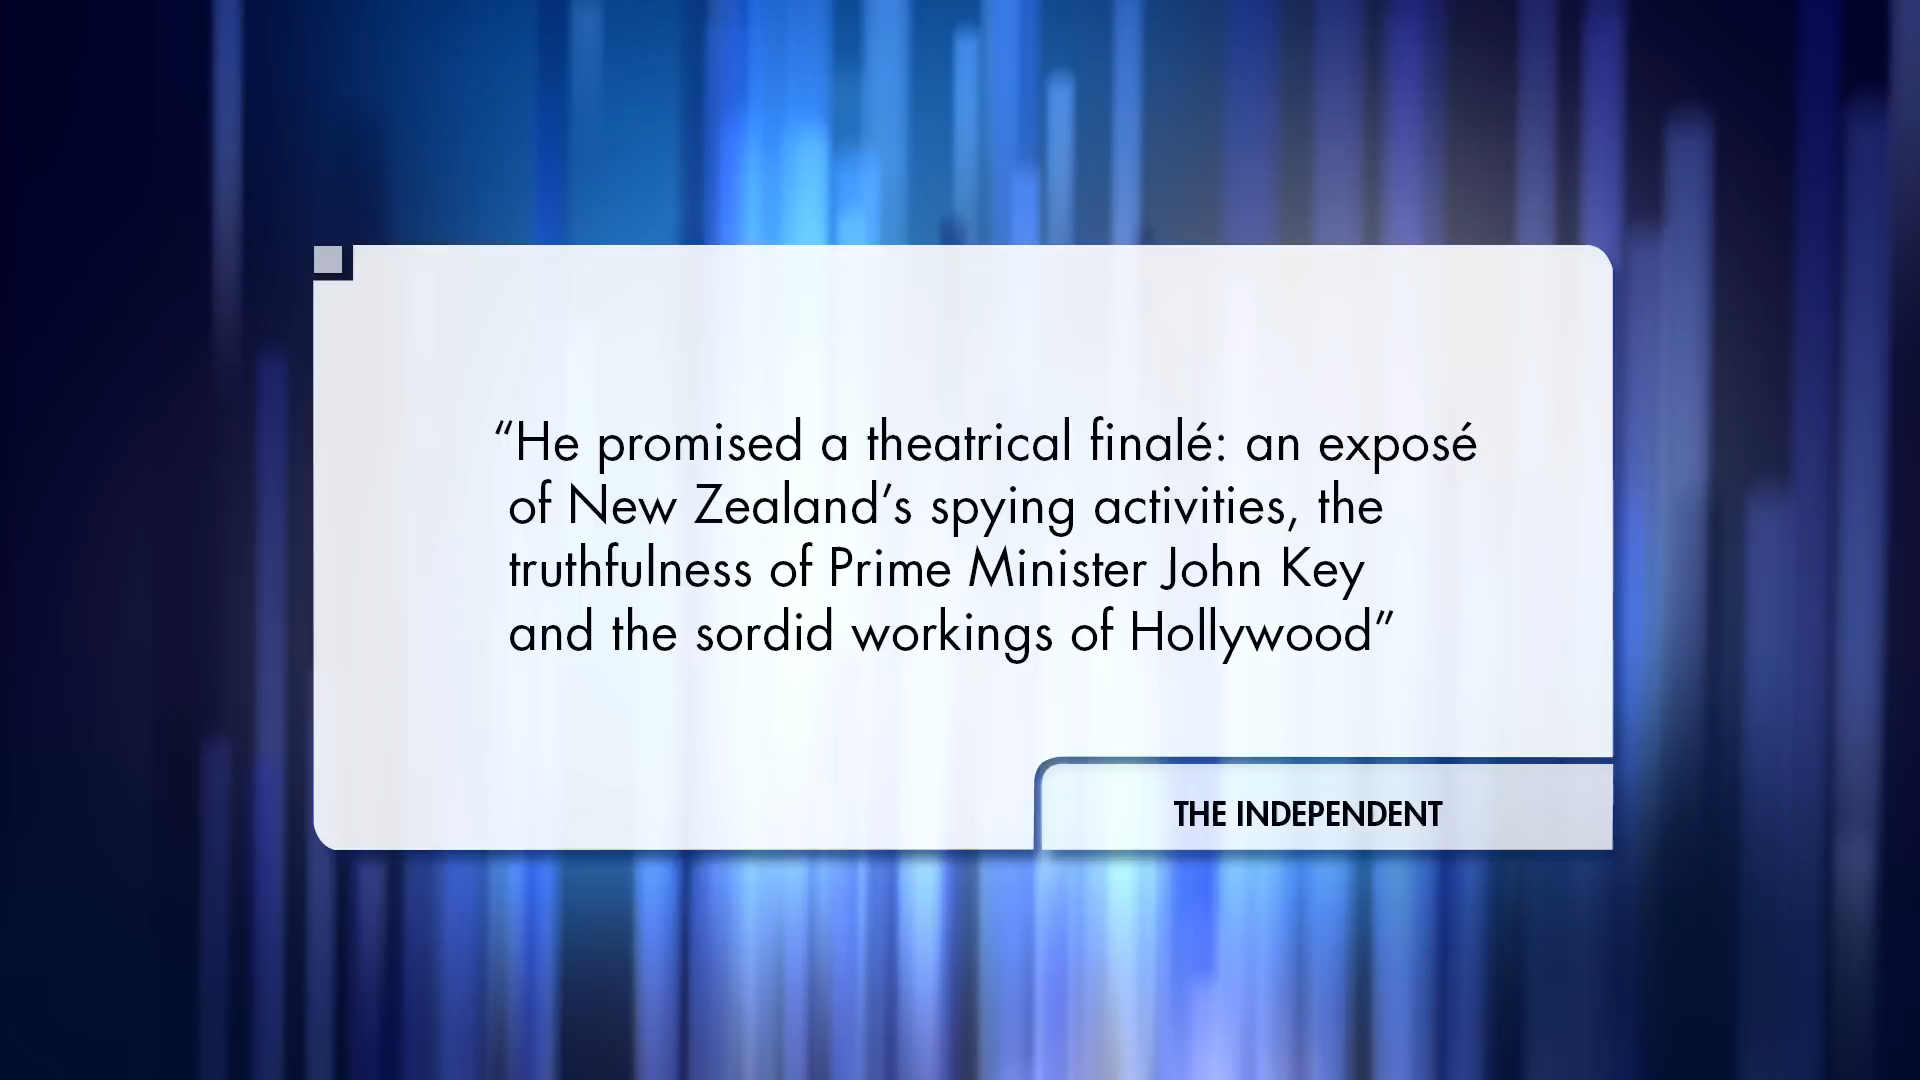 “He promised a theatrical finalé: an exposé
of New Zealand’s spying activities, the
truthfulness of Prime Minister John Key
and the sordid workings of Hollywood”
THE INDEPENDENT